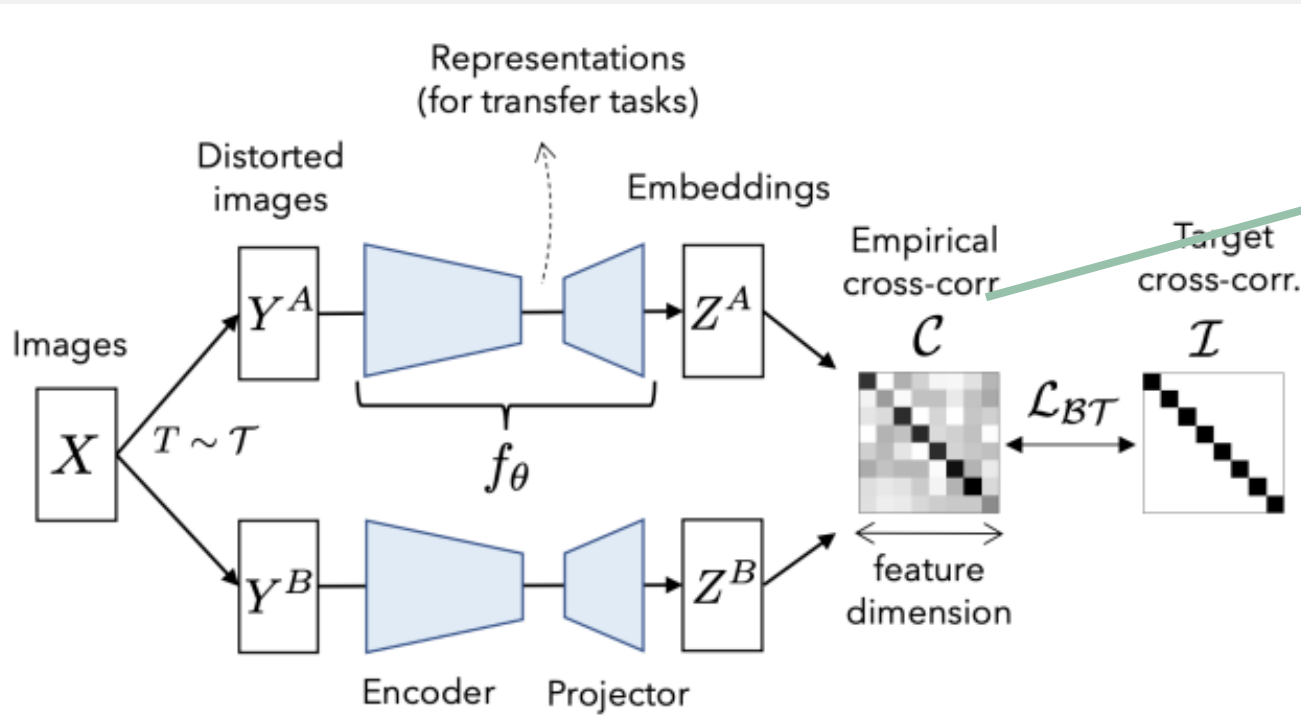 Representations
(for transfer tasks)
Distorted
images
Embeddings
Empirical
cross-corr.
Target
cross-corr.
Images
X
T ~ 𝒯
Y^A
Z^A
f_θ
𝒞
ℒ_ℬ𝒯
ℐ
Y^B
Z^B
feature
dimension
Encoder
Projector